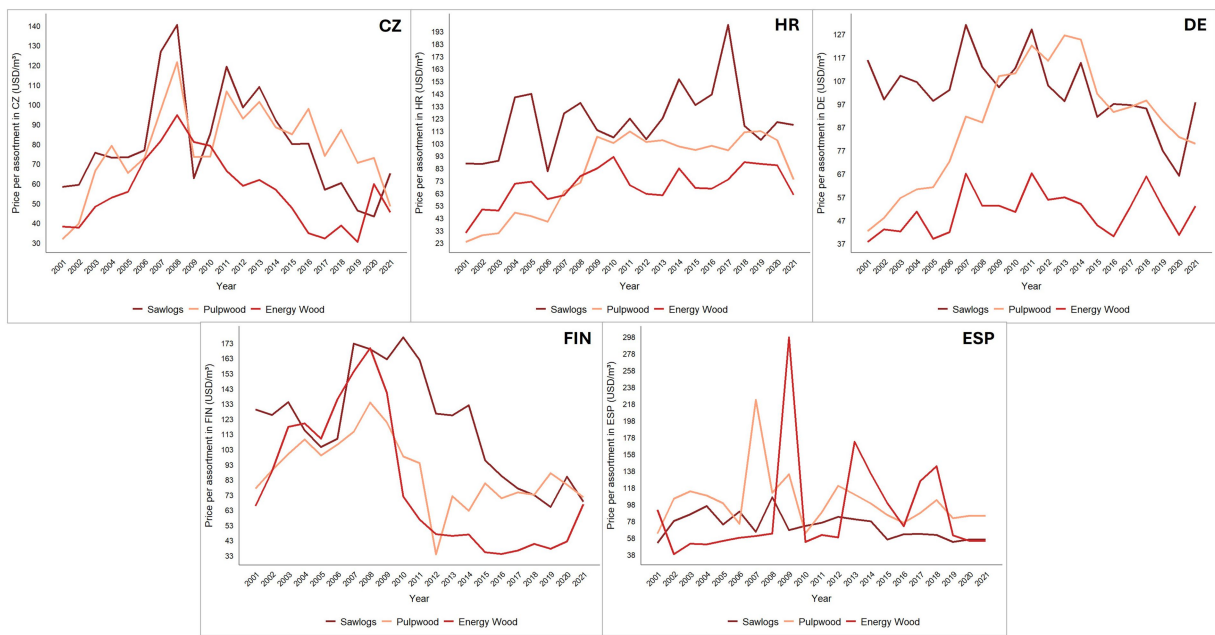 CZ
Price per assortment in CZ (USD/m³)
140
130
120
110
100
90
80
70
60
50
40
30
2001 2002 2003 2004 2005 2006 2007 2008 2009 2010 2011 2012 2013 2014 2015 2016 2017 2018 2019 2020 2021
Year
Sawlogs Pulpwood Energy Wood
HR
Price per assortment in HR (USD/m³)
193
183
173
163
153
143
133
123
113
103
93
83
73
63
53
43
33
23
2001 2002 2003 2004 2005 2006 2007 2008 2009 2010 2011 2012 2013 2014 2015 2016 2017 2018 2019 2020 2021
Year
Sawlogs Pulpwood Energy Wood
DE
Price per assortment in DE (USD/m³)
127
117
107
97
87
77
67
57
47
37
2001 2002 2003 2004 2005 2006 2007 2008 2009 2010 2011 2012 2013 2014 2015 2016 2017 2018 2019 2020 2021
Year
Sawlogs Pulpwood Energy Wood
FIN
Price per assortment in FIN (USD/m³)
173
163
153
143
133
123
113
103
93
83
73
63
53
43
33
2001 2002 2003 2004 2005 2006 2007 2008 2009 2010 2011 2012 2013 2014 2015 2016 2017 2018 2019 2020 2021
Year
Sawlogs Pulpwood Energy Wood
ESP
Price per assortment in ESP (USD/m³)
298
278
258
238
218
198
178
158
138
118
98
78
58
38
2001 2002 2003 2004 2005 2006 2007 2008 2009 2010 2011 2012 2013 2014 2015 2016 2017 2018 2019 2020 2021
Year
Sawlogs Pulpwood Energy Wood